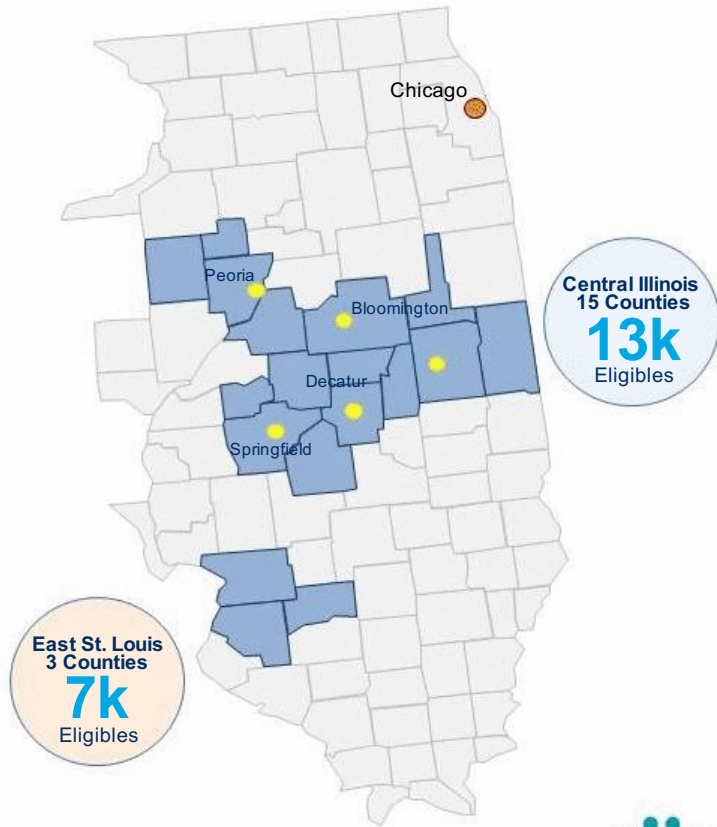 Chicago
Peoria
Bloomington
Decatur
Springfield
Central Illinois
15 Counties
13k
Eligibles
East St. Louis
3 Counties
7k
Eligibles